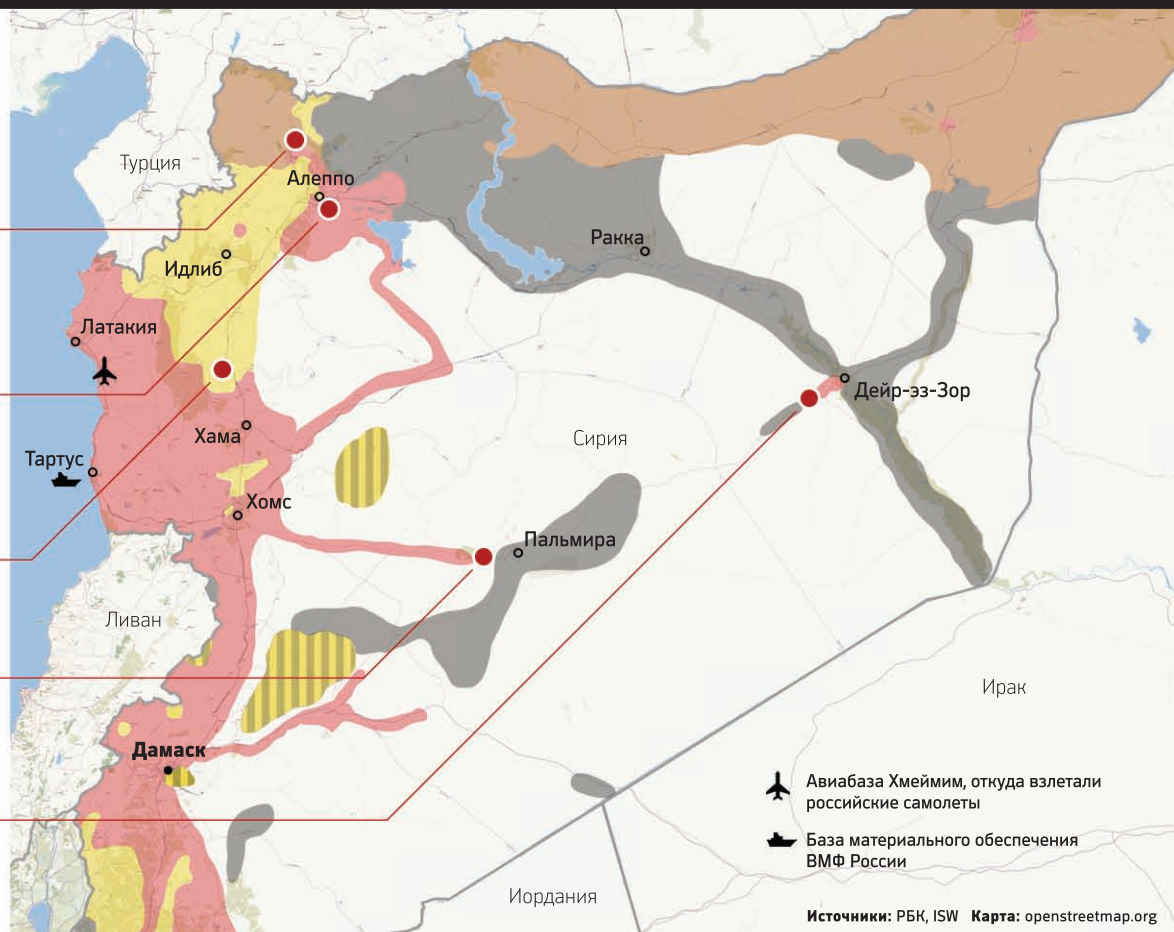 Турция
Алеппо
Ракка
Идлиб
Латакия
Дейр-эз-Зор
Хама
Сирия
Тартус
Хомс
Пальмира
Ливан
Ирак
Дамаск
Авиабаза Хмеймим, откуда взлетали
российские самолеты
База материального обеспечения
ВМФ России
Иордания
Источники: РБК, ISW Карта: openstreetmap.org